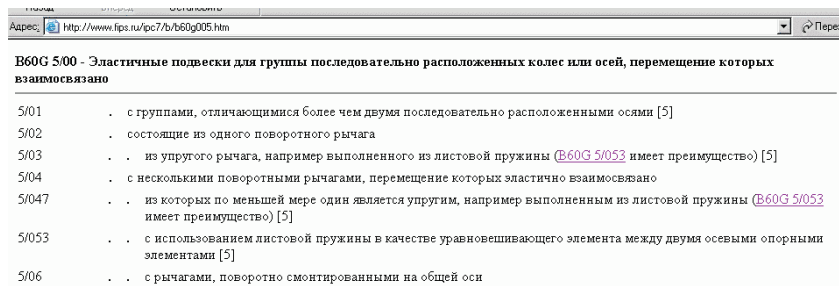 Назад Вперед Остановить
Адрес: http://www.fips.ru/ipc7/b/b60g005.htm Пере
B60G 5/00 - Эластичные подвески для группы последовательно расположенных колес или осей, перемещение которых
взаимосвязано
5/01 . с группами, отличающимися более чем двумя последовательно расположенными осями [5]
5/02 . состоящие из одного поворотного рычага
5/03 . . из упругого рычага, например выполненного из листовой пружины (B60G 5/053 имеет преимущество) [5]
5/04 . с несколькими поворотными рычагами, перемещение которых эластично взаимосвязано
5/047 . . из которых по меньшей мере один является упругим, например выполненным из листовой пружины (B60G 5/053
имеет преимущество) [5]
5/053 . . с использованием листовой пружины в качестве уравновешивающего элемента между двумя осевыми опорными
элементами [5]
5/06 . . с рычагами, поворотно смонтированными на общей оси